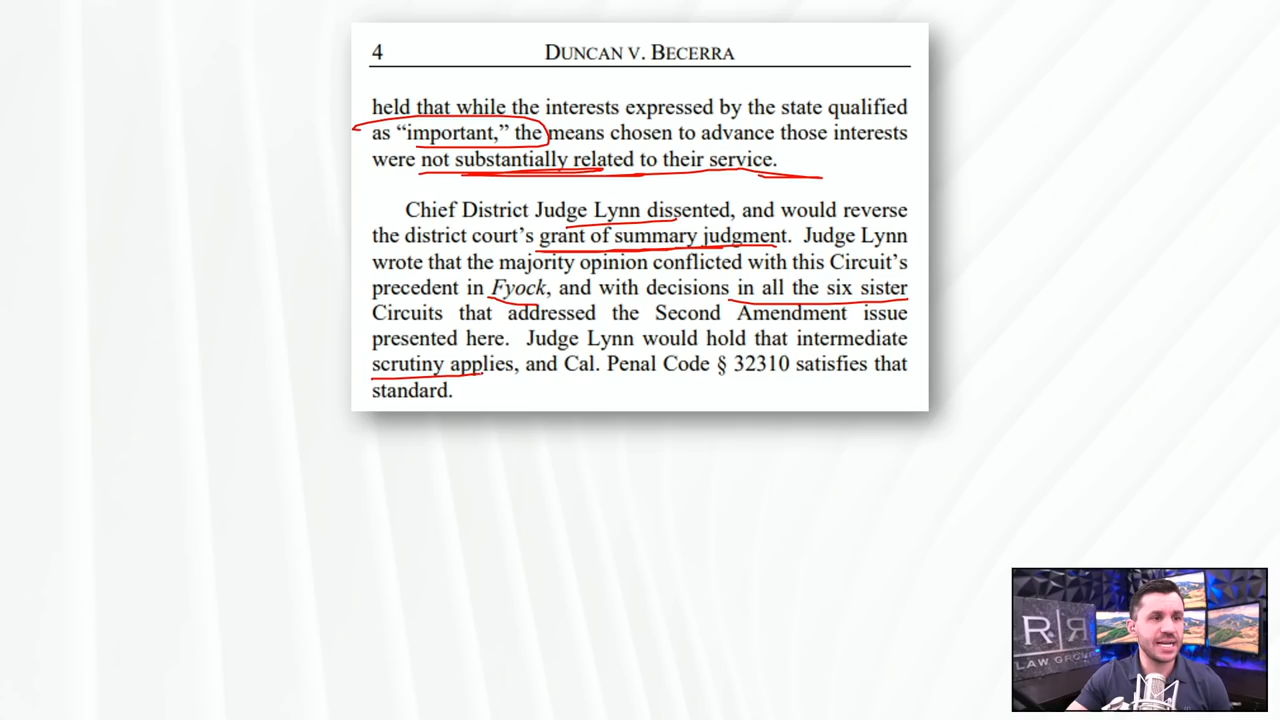 4 DUNCAN V. BECERRA
held that while the interests expressed by the state qualified
as “important,” the means chosen to advance those interests
were not substantially related to their service.
Chief District Judge Lynn dissented, and would reverse
the district court’s grant of summary judgment. Judge Lynn
wrote that the majority opinion conflicted with this Circuit’s
precedent in Fyock, and with decisions in all the six sister
Circuits that addressed the Second Amendment issue
presented here. Judge Lynn would hold that intermediate
scrutiny applies, and Cal. Penal Code § 32310 satisfies that
standard.
R R
LAW GROUP